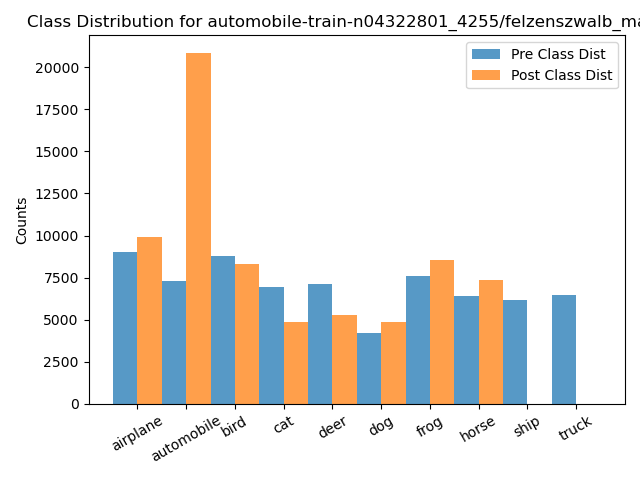 Class Distribution for automobile-train-n04322801_4255/felzenszwalb_ma
Pre Class Dist
Post Class Dist
Counts
20000
17500
15000
12500
10000
7500
5000
2500
0
airplane
automobile
bird
cat
deer
dog
frog
horse
ship
truck